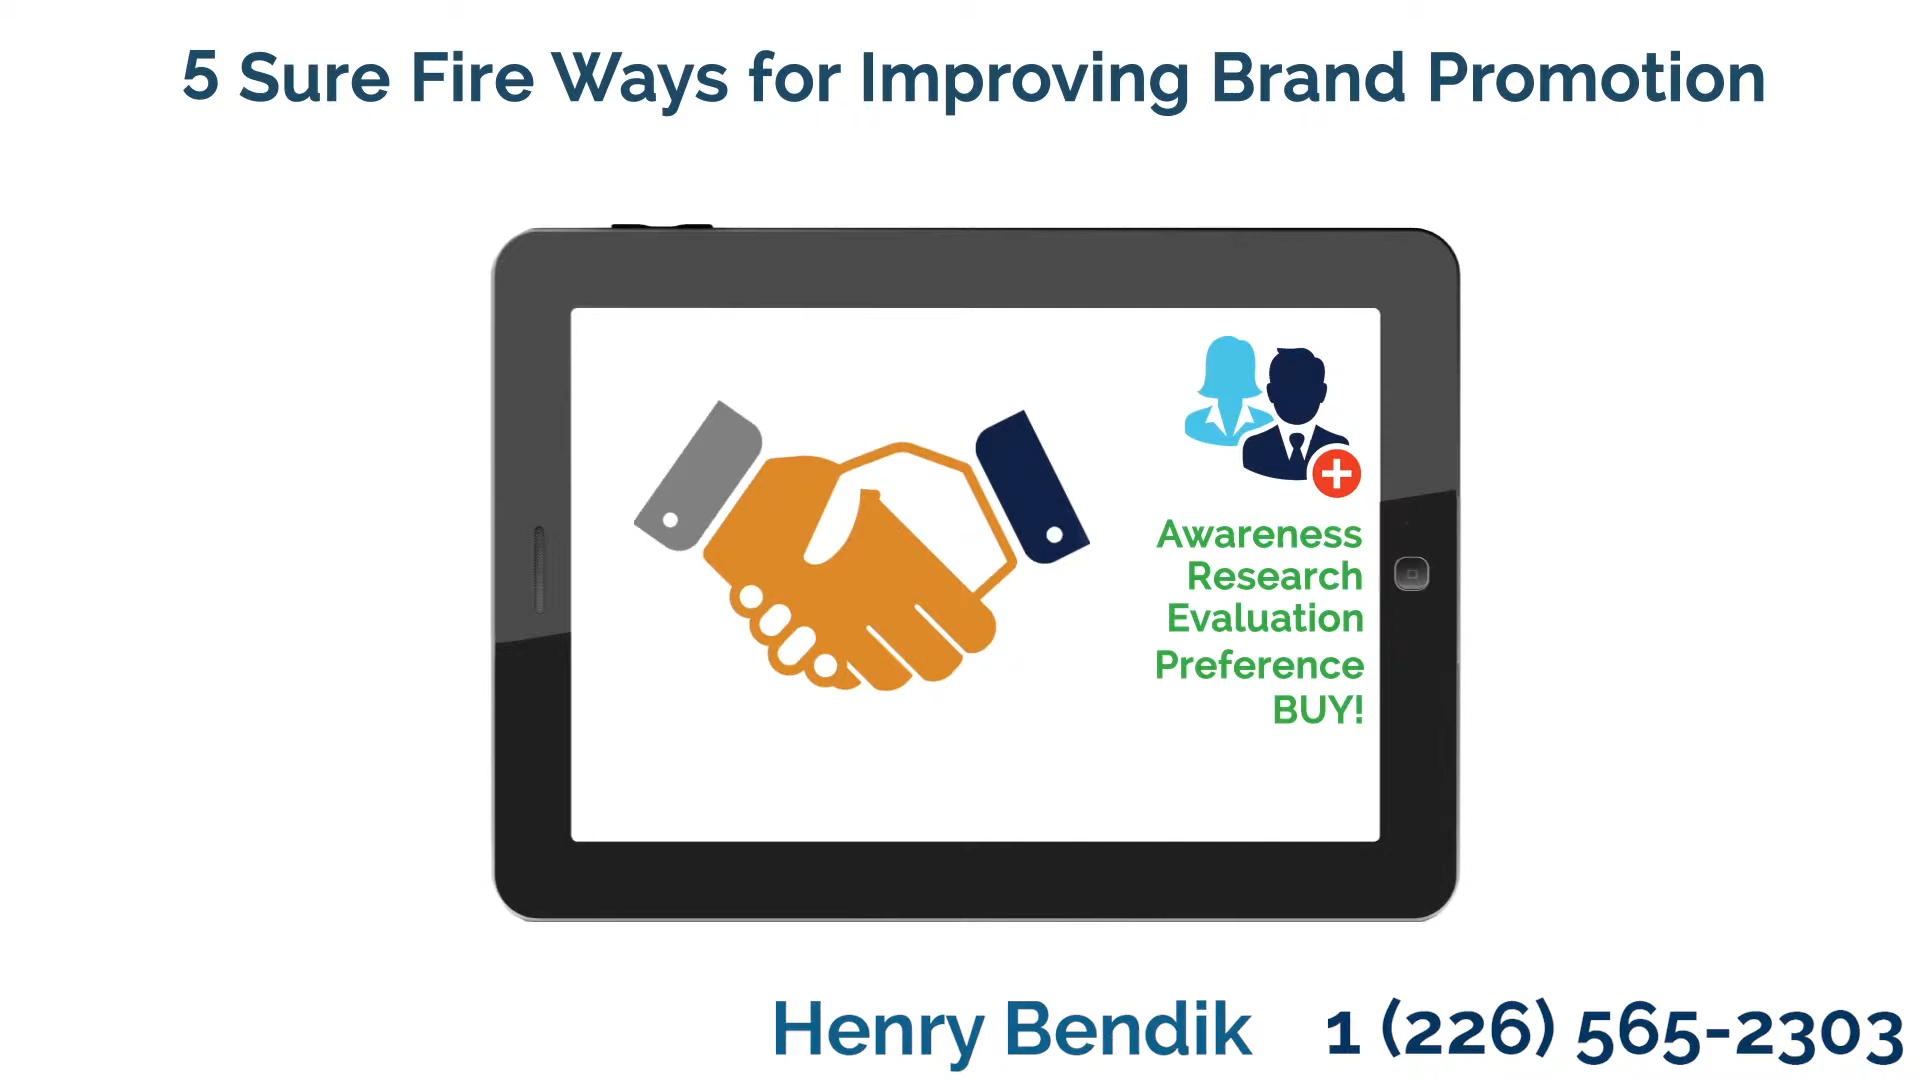 5 Sure Fire Ways for Improving Brand Promotion
Awareness
Research
Evaluation
Preference
BUY!
Henry Bendik 1 (226) 565-2303